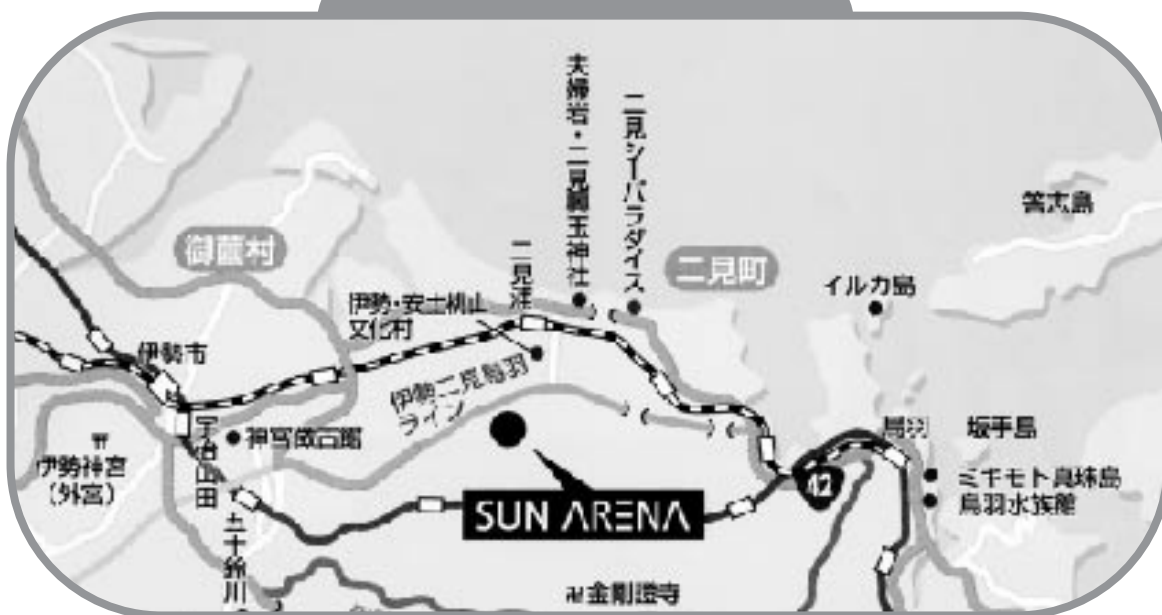 夫婦岩・二見興玉神社
二見シーパラダイス
答志島
御薗村
二見町
二見浦
イルカ島
伊勢・安土桃山
文化村
伊勢市
伊勢二見鳥羽
ライン
宇治山田
神宮徴古館
鳥羽
坂手島
伊勢神宮
(外宮)
42
ミキモト真珠島
鳥羽水族館
SUN ARENA
五十鈴川
卍金剛證寺